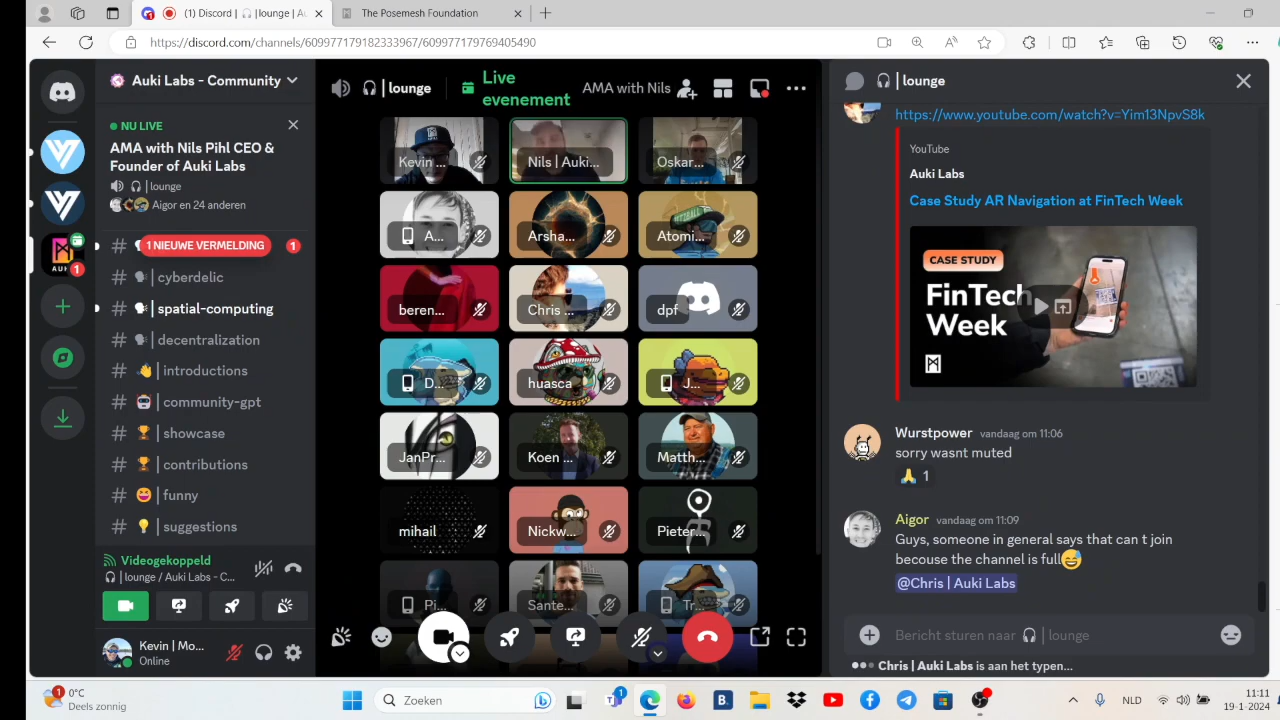 (1) Discord | 🎧 | lounge | Au
The Posemesh Foundation
https://discord.com/channels/609977179182333967/609977179769405490
Auki Labs - Community
NU LIVE
AMA with Nils Pihl CEO &
Founder of Auki Labs
| lounge
Aigor en 24 anderen
AUKI
1
1 NIEUWE VERMELDING
1
# | cyberdelic
# | spatial-computing
# | decentralization
# | introductions
# | community-gpt
# | showcase
# | contributions
# | funny
# | suggestions
Videogekoppeld
| lounge / Auki Labs - C...
Kevin | Mo...
Online
| lounge
Live
evenement
AMA with Nils
Kevin ...
Nils | Auki...
Oskar...
A...
Arsha...
Atomi...
beren...
Chris ...
dpf
D...
huasca
J...
JanPr...
Koen ...
Matth...
mihail
Nickw...
Pieter...
Pi...
Sante...
Tr...
| lounge
https://www.youtube.com/watch?v=Yim13NpvS8k
YouTube
Auki Labs
Case Study AR Navigation at FinTech Week
CASE STUDY
FinTech
Week
Wurstpower vandaag om 11:06
sorry wasnt muted
🙏 1
Aigor vandaag om 11:09
Guys, someone in general says that can t join
becouse the channel is full😅
@Chris | Auki Labs
Bericht sturen naar 🎧 | lounge
Chris | Auki Labs is aan het typen...
1
0°C
Deels zonnig
Zoeken
1
B.
NLD
11:11
19-1-2024